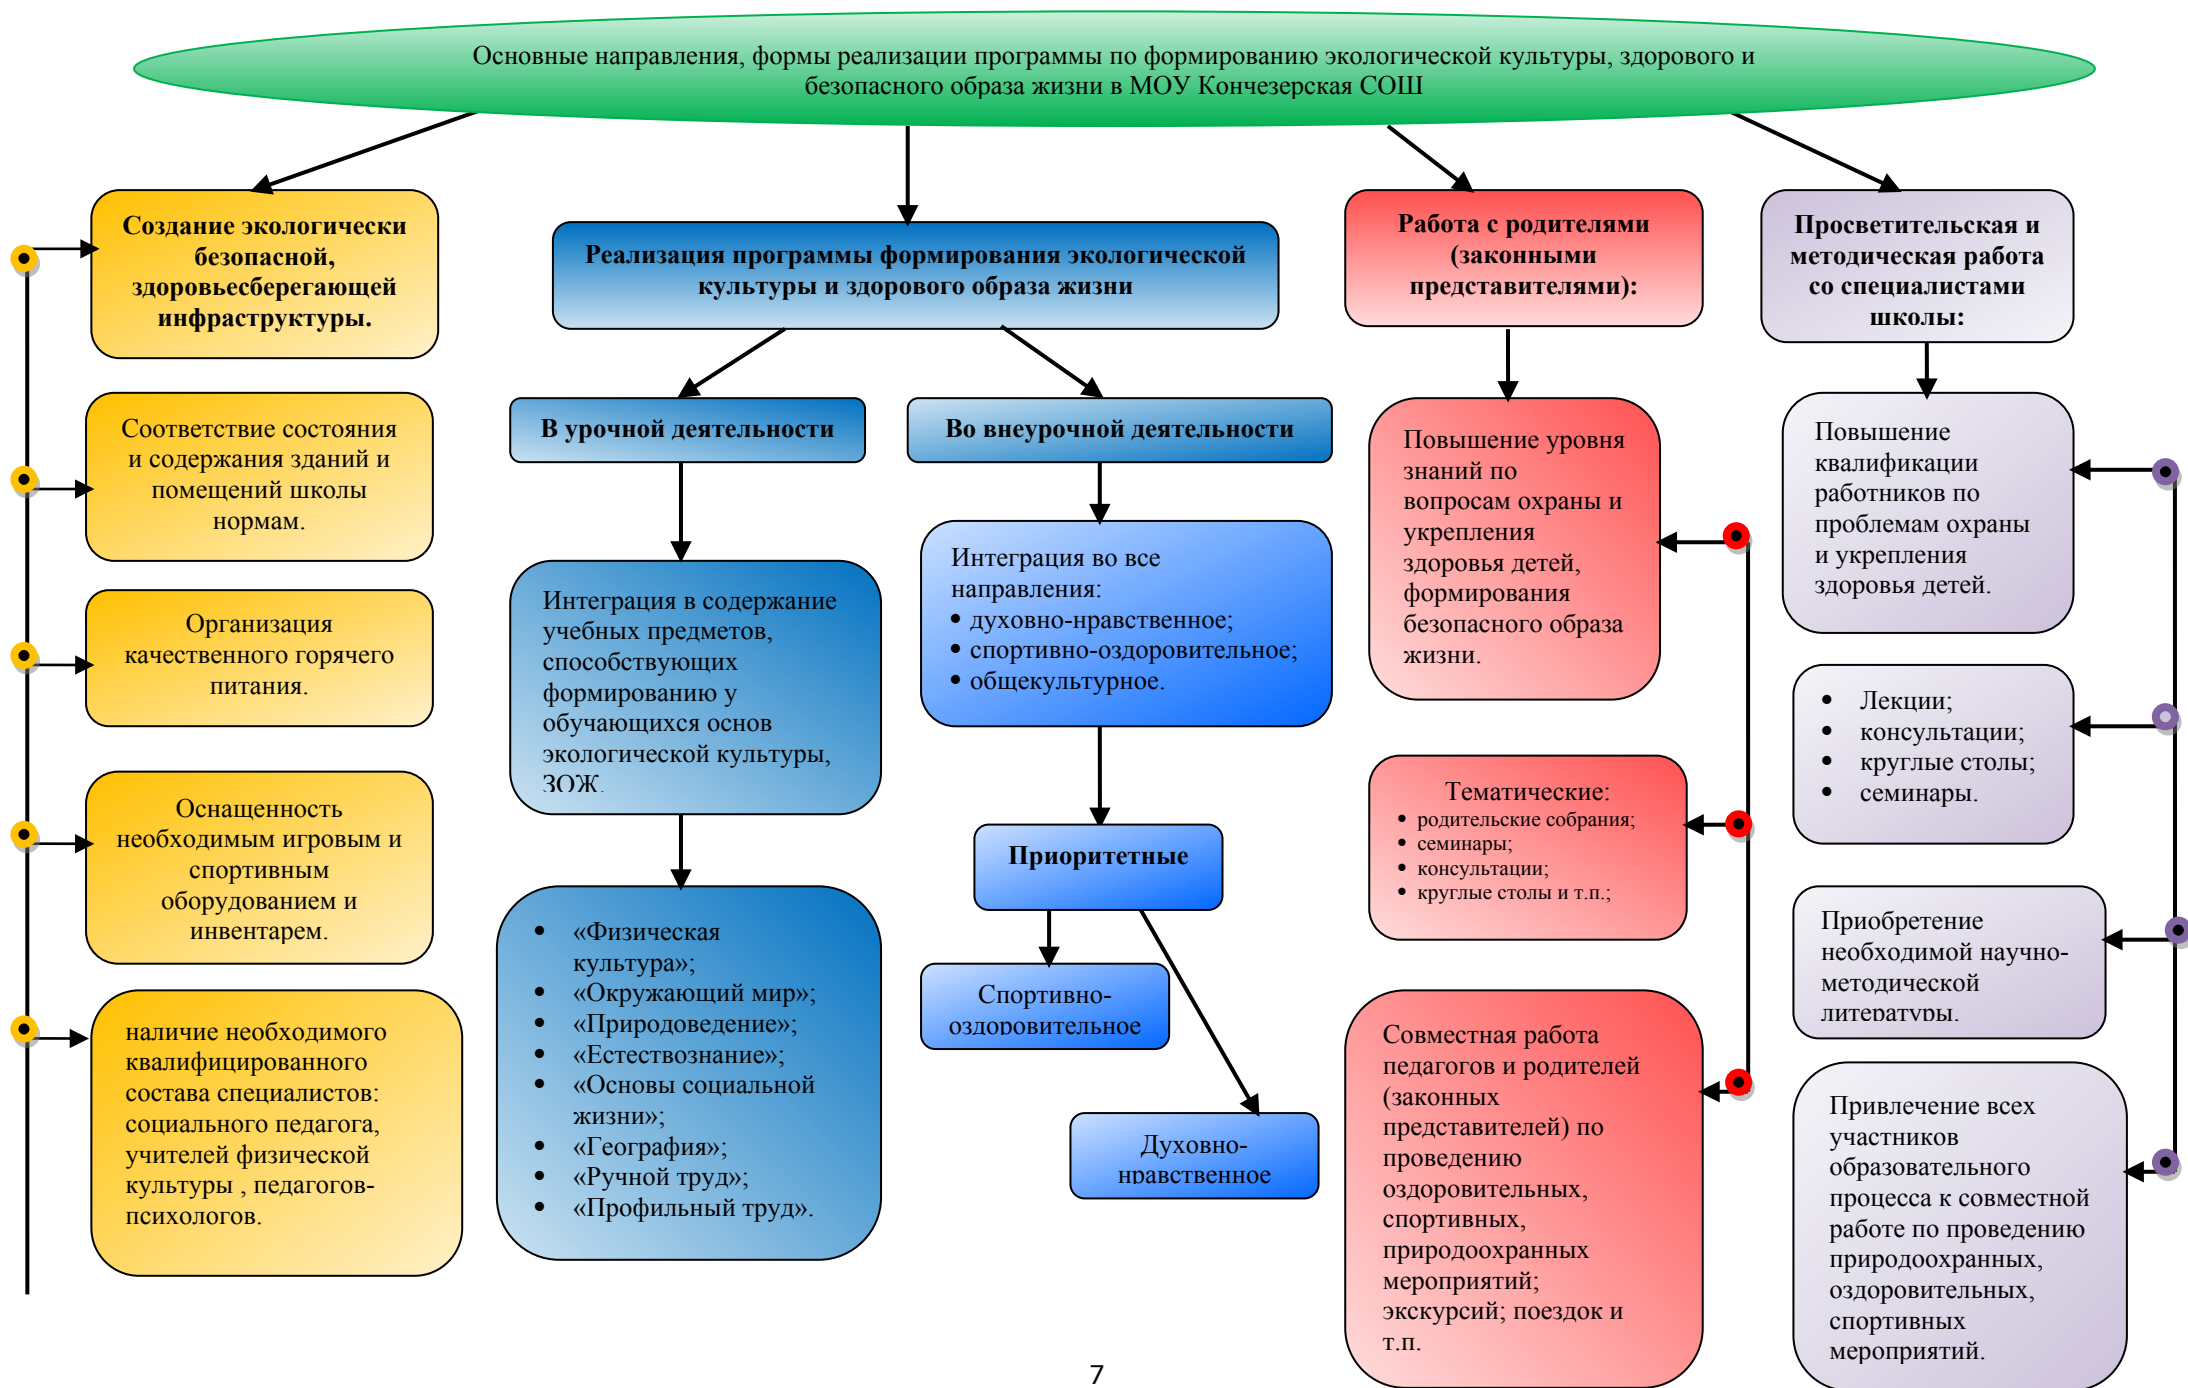 Основные направления, формы реализации программы по формированию экологической культуры, здорового и
безопасного образа жизни в МОУ Кончезерская СОШ
Создание экологически
безопасной,
здоровьесберегающей
инфраструктуры.
Соответствие состояния
и содержания зданий и
помещений школы
нормам.
Организация
качественного горячего
питания.
Оснащенность
необходимым игровым и
спортивным
оборудованием и
инвентарем.
наличие необходимого
квалифицированного
состава специалистов:
социального педагога,
учителей физической
культуры , педагогов-
психологов.
Реализация программы формирования экологической
культуры и здорового образа жизни
В урочной деятельности
Интеграция в содержание
учебных предметов,
способствующих
формированию у
обучающихся основ
экологической культуры,
ЗОЖ.
• «Физическая
культура»;
• «Окружающий мир»;
• «Природоведение»;
• «Естествознание»;
• «Основы социальной
жизни»;
• «География»;
• «Ручной труд»;
• «Профильный труд».
Во внеурочной деятельности
Интеграция во все
направления:
• духовно-нравственное;
• спортивно-оздоровительное;
• общекультурное.
Приоритетные
Спортивно-
оздоровительное
Духовно-
нравственное
Работа с родителями
(законными
представителями):
Повышение уровня
знаний по
вопросам охраны и
укрепления
здоровья детей,
формирования
безопасного образа
жизни.
Тематические:
• родительские собрания;
• семинары;
• консультации;
• круглые столы и т.п.;
Совместная работа
педагогов и родителей
(законных
представителей) по
проведению
оздоровительных,
спортивных,
природоохранных
мероприятий;
экскурсий; поездок и
т.п.
Просветительская и
методическая работа
со специалистами
школы:
Повышение
квалификации
работников по
проблемам охраны
и укрепления
здоровья детей.
• Лекции;
• консультации;
• круглые столы;
• семинары.
Приобретение
необходимой научно-
методической
литературы.
Привлечение всех
участников
образовательного
процесса к совместной
работе по проведению
природоохранных,
оздоровительных,
спортивных
мероприятий.
7